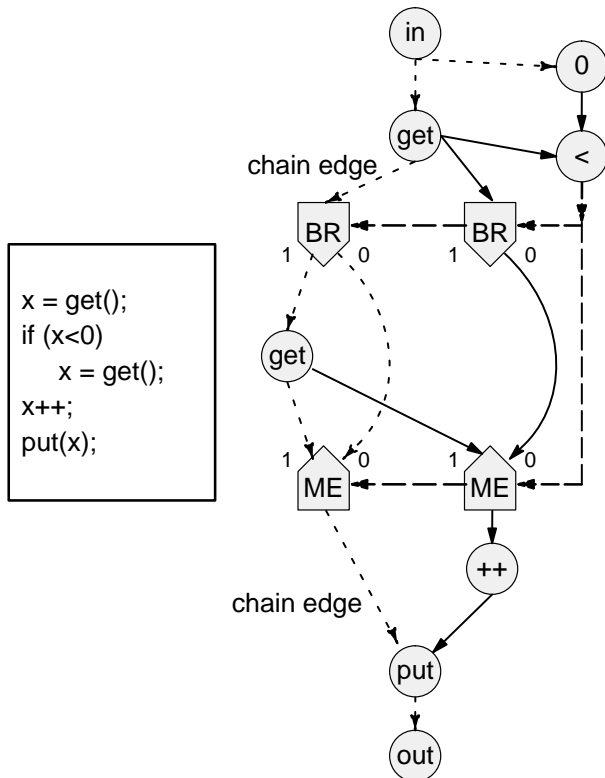 in
0
get
<
chain edge
BR
BR
1
0
1
0
x = get();
if (x<0)
x = get();
x++;
put(x);
get
1
0
1
0
ME
ME
++
chain edge
put
out